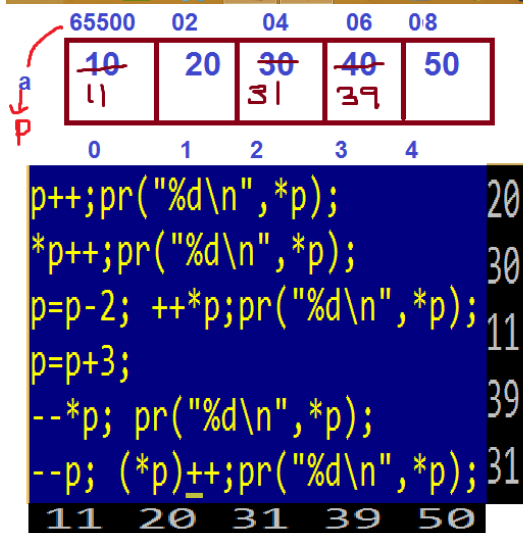 65500 02 04 06 08
a 10 20 30 40 50
11 31 39
p
0 1 2 3 4
p++;pr("%d\n",*p); 20
*p++;pr("%d\n",*p); 30
p=p-2; ++*p;pr("%d\n",*p); 11
p=p+3;
--*p; pr("%d\n",*p); 39
--p; (*p)++;pr("%d\n",*p); 31
11 20 31 39 50